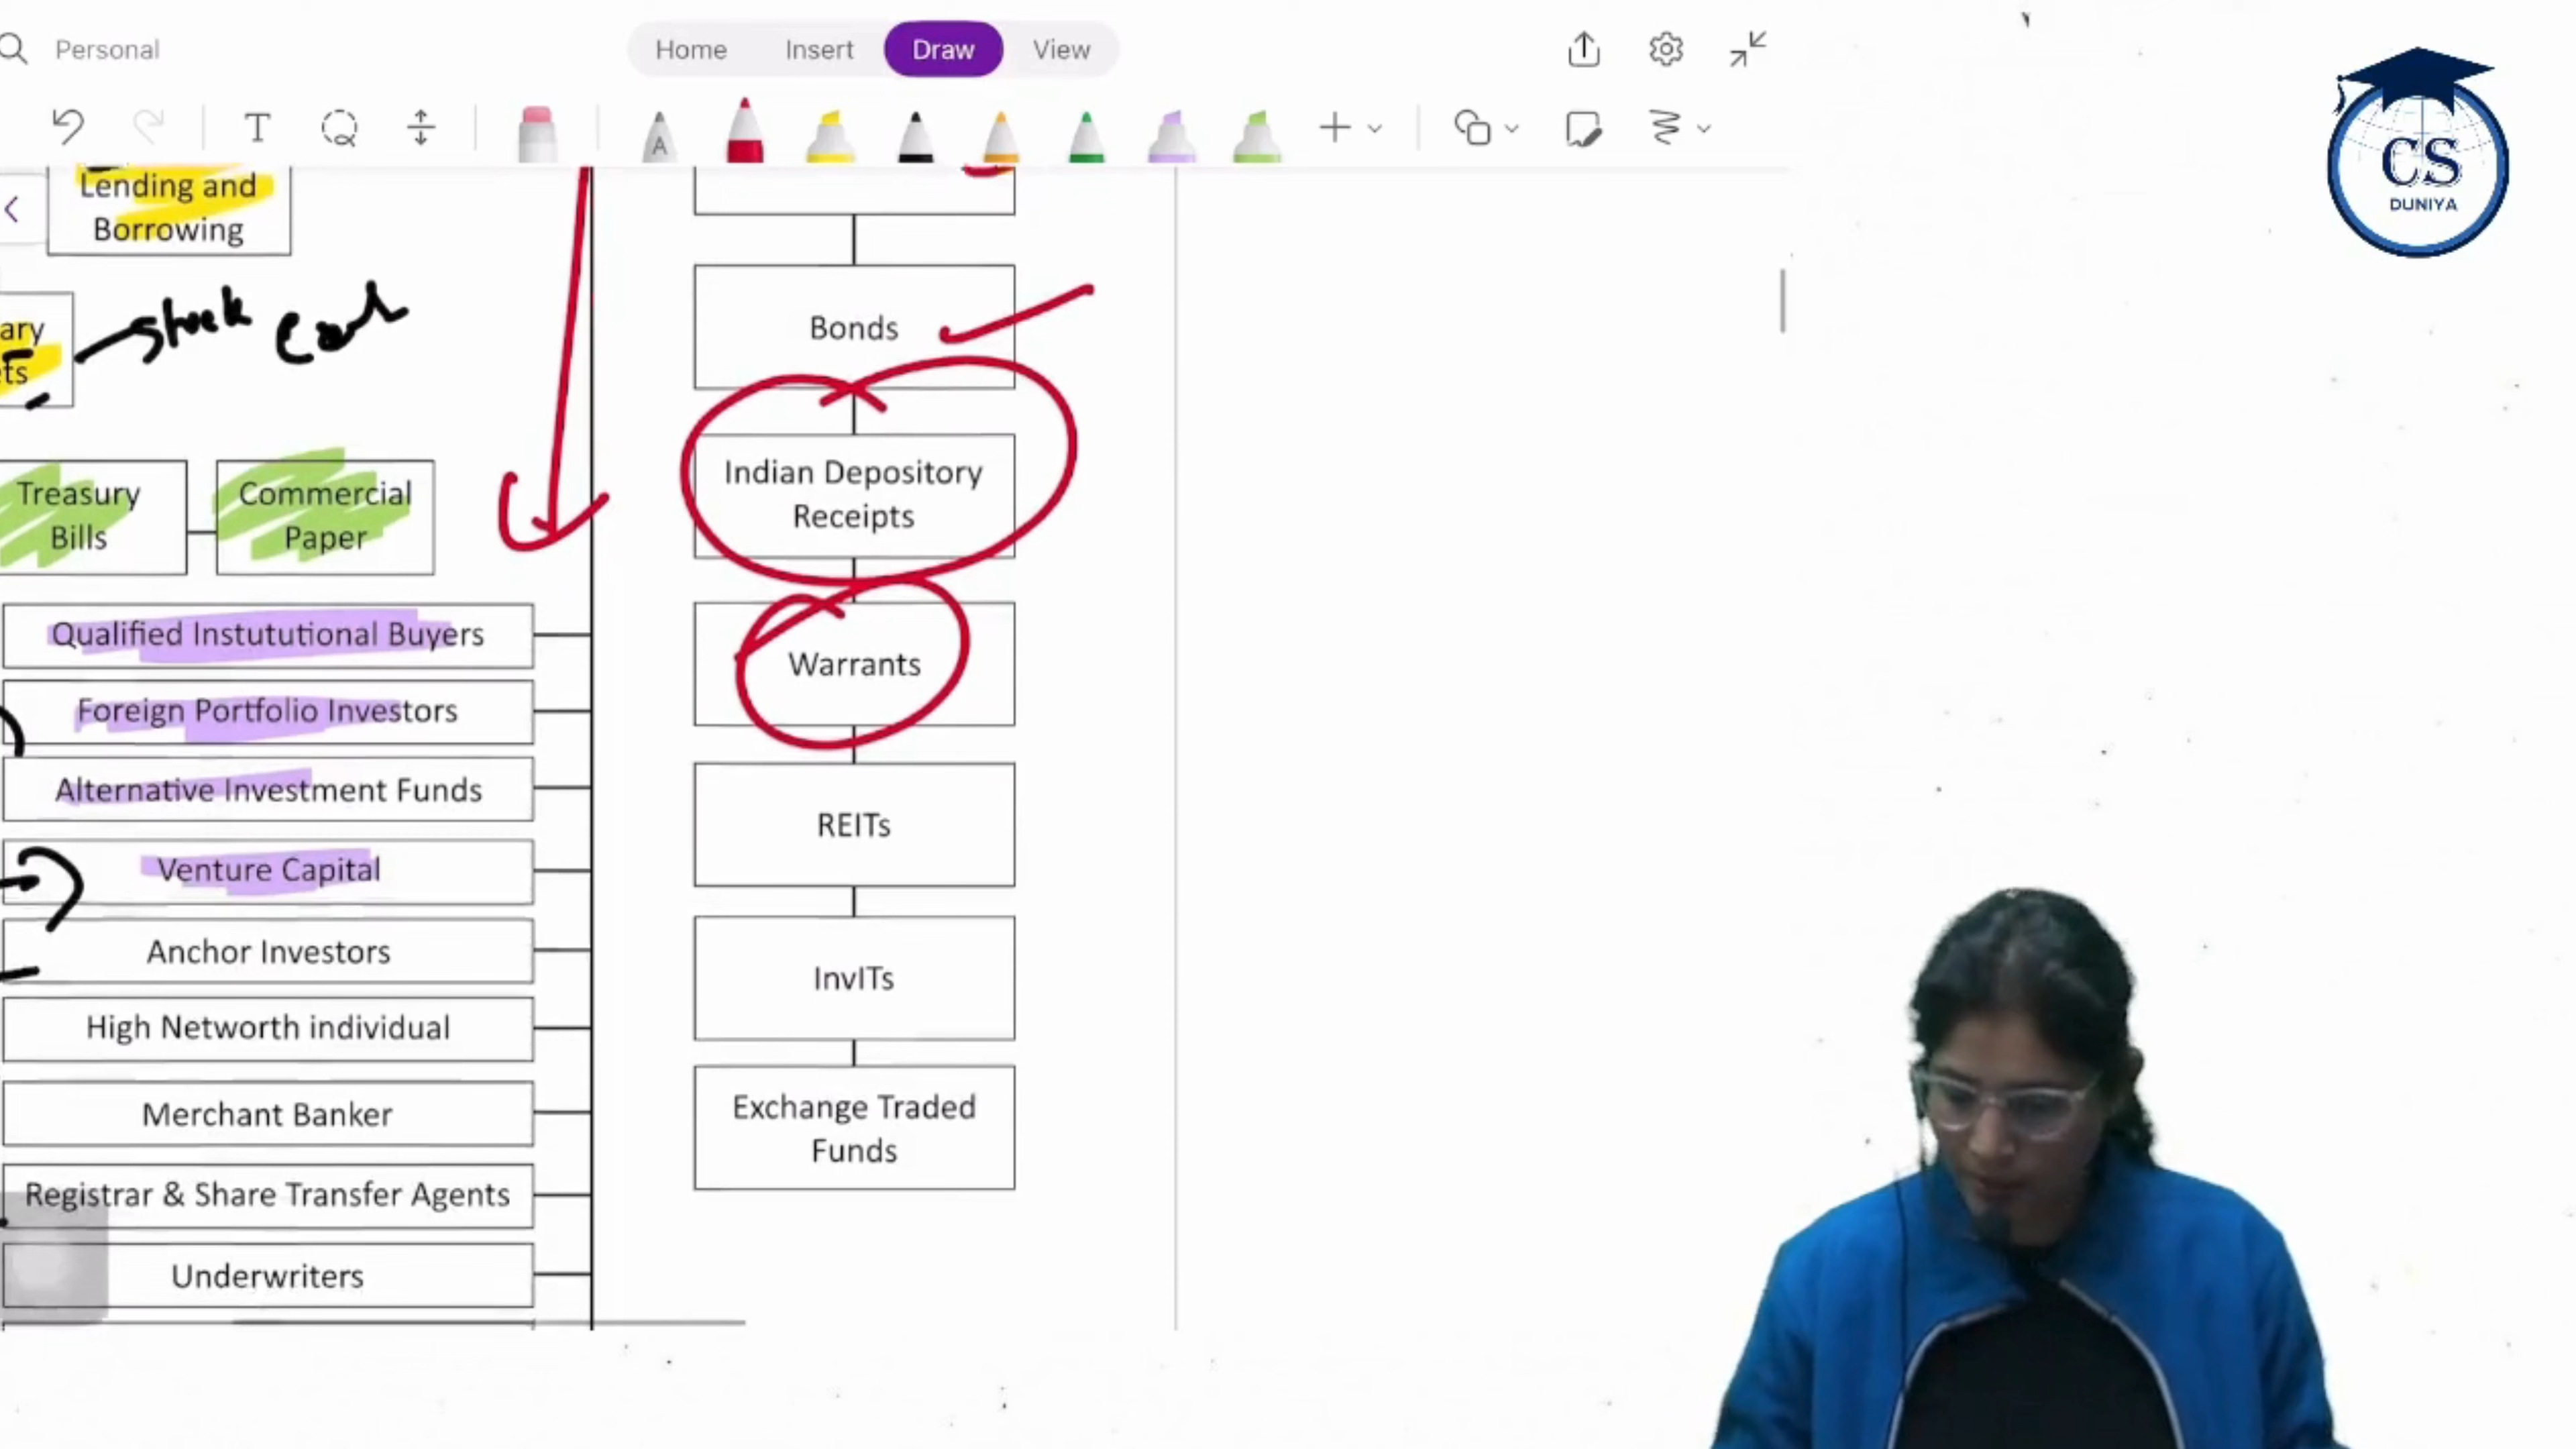 Personal
Home
Insert
Draw
View
T
A
CS
DUNIYA
Lending and
Borrowing
ary
ets
Stock
Treasury
Bills
Commercial
Paper
Qualified Instututional Buyers
Foreign Portfolio Investors
Alternative Investment Funds
Venture Capital
Anchor Investors
High Networth individual
Merchant Banker
Registrar & Share Transfer Agents
Underwriters
Bonds
Indian Depository
Receipts
Warrants
REITs
InvITs
Exchange Traded
Funds